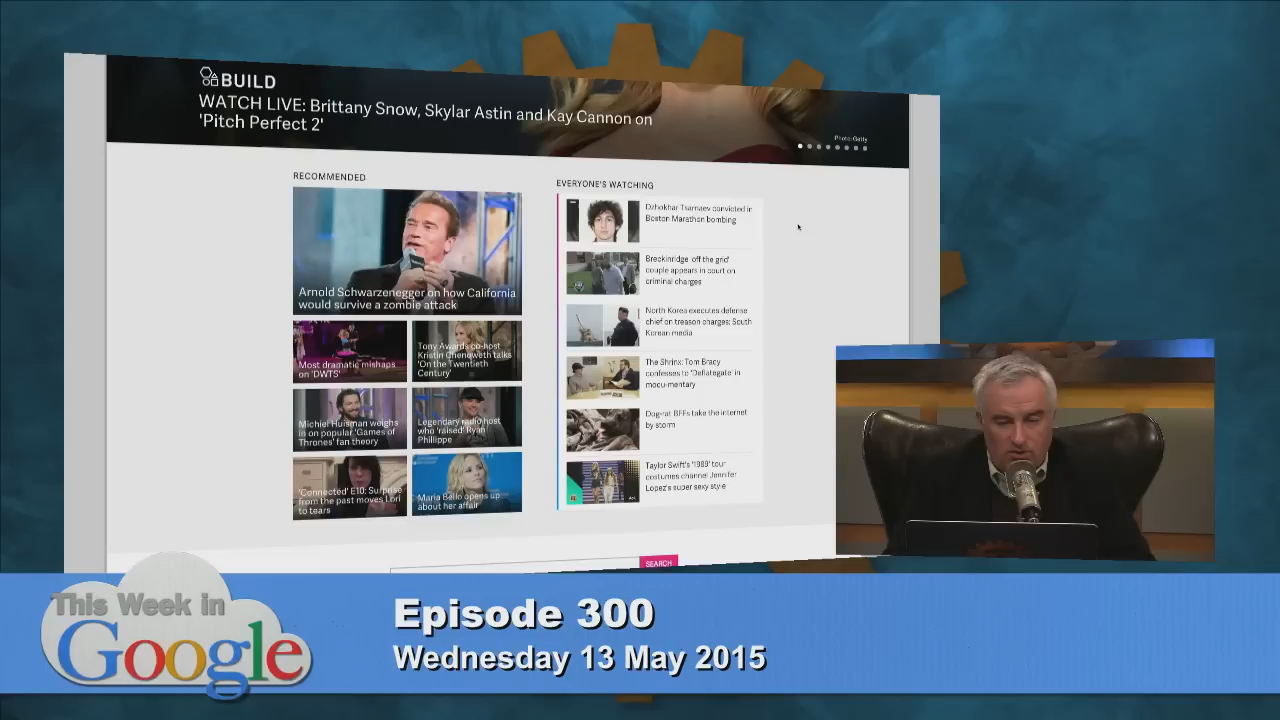 BUILD
WATCH LIVE: Brittany Snow, Skylar Astin and Kay Cannon on
'Pitch Perfect 2'
Photo: Getty
RECOMMENDED
Arnold Schwarzenegger on how California
would survive a zombie attack
Most dramatic mishaps
on 'DWTS'
Tony Awards co-host
Kristin Chenoweth talks
'On the Twentieth
Century'
Michiel Huisman weighs
in on popular 'Games of
Thrones' fan theory
Legendary radio host
who 'raised' Ryan
Phillippe
'Connected' E10: Surprise
from the past moves Lori
to tears
Maria Bello opens up
about her affair
EVERYONE'S WATCHING
Dzhokhar Tsarnaev convicted in
Boston Marathon bombing
Breckinridge 'off the grid'
couple appears in court on
criminal charges
North Korea executes defense
chief on treason charges: South
Korean media
The Shrinx: Tom Brady
confesses to 'Deflategate' in
mocu-mentary
Dog-rat BFFs take the internet
by storm
Taylor Swift's '1989' tour
costumes channel Jennifer
Lopez's super sexy style
SEARCH
This Week in
Google
Episode 300
Wednesday 13 May 2015